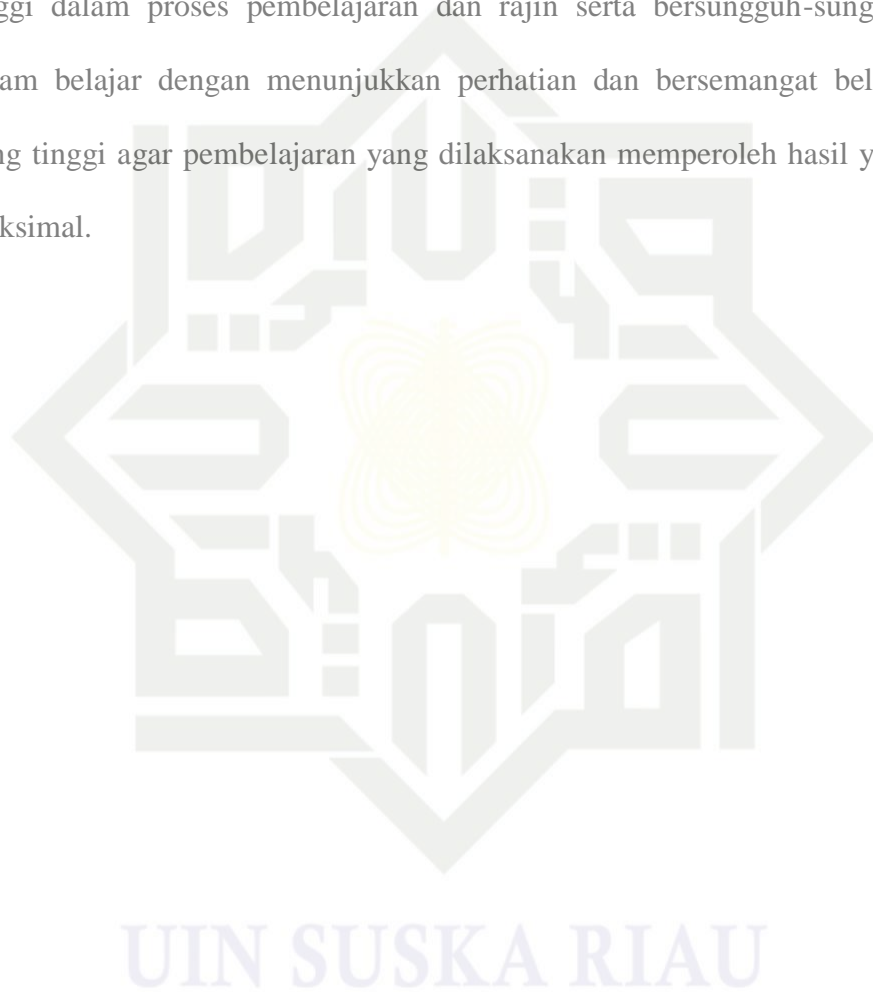 ggi dalam proses pembelajaran dan rajin serta bersungguh-sung
am belajar dengan menunjukkan perhatian dan bersemangat bel
ng tinggi agar pembelajaran yang dilaksanakan memperoleh hasil y
ksimal.
UIN SUSKA RIAU